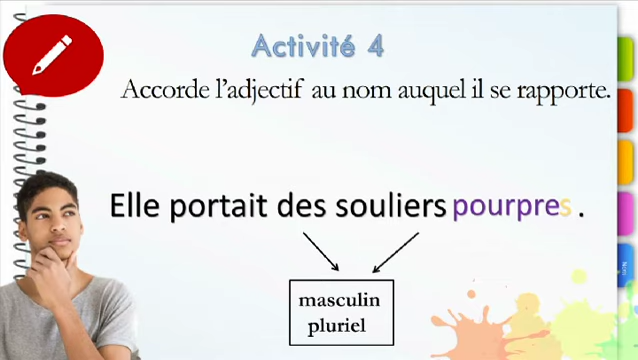 Activité 4
Accorde l'adjectif au nom auquel il se rapporte.
Elle portait des souliers pourpres.
masculin
pluriel